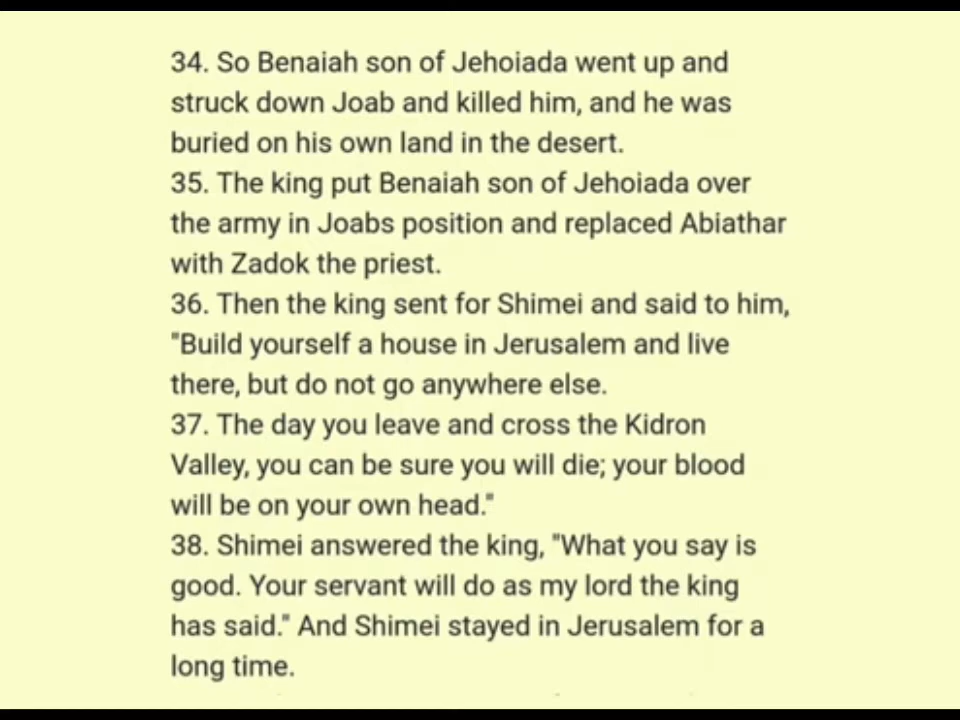 34. So Benaiah son of Jehoiada went up and
struck down Joab and killed him, and he was
buried on his own land in the desert.
35. The king put Benaiah son of Jehoiada over
the army in Joabs position and replaced Abiathar
with Zadok the priest.
36. Then the king sent for Shimei and said to him,
"Build yourself a house in Jerusalem and live
there, but do not go anywhere else.
37. The day you leave and cross the Kidron
Valley, you can be sure you will die; your blood
will be on your own head."
38. Shimei answered the king, "What you say is
good. Your servant will do as my lord the king
has said." And Shimei stayed in Jerusalem for a
long time.